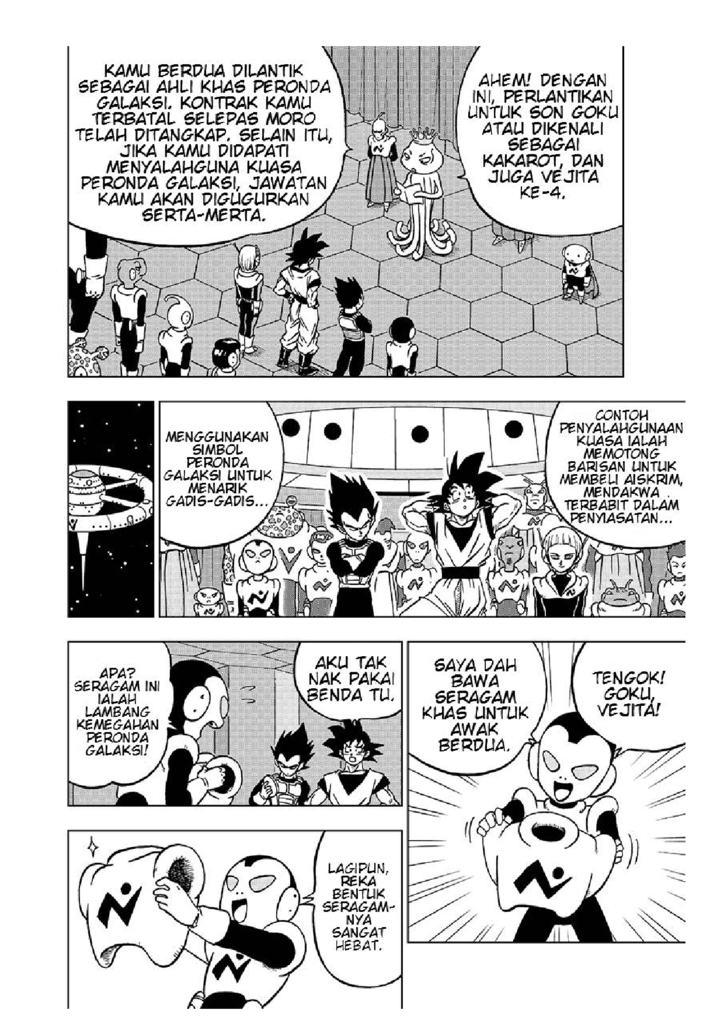 AHEM! DENGAN
INI, PERLANTIKAN
UNTUK SON GOKU
ATAU DIKENALI
SEBAGAI
KAKAROT, DAN
JUGA VEJITA
KE-4.
KAMU BERDUA DILANTIK
SEBAGAI AHLI KHAS PERONDA
GALAKSI. KONTRAK KAMU
TERBATAL SELEPAS MORO
TELAH DITANGKAP. SELAIN ITU,
JIKA KAMU DIDAPATI
MENYALAHGUNA KUASA
PERONDA GALAKSI, JAWATAN
KAMU AKAN DIGUGURKAN
SERTA-MERTA.
CONTOH
PENYALAHGUNAAN
KUASA IALAH
MEMOTONG
BARISAN UNTUK
MEMBELI AISKRIM,
MENDAKWA
TERBABIT DALAM
PENYIASATAN...
MENGGUNAKAN
SIMBOL
PERONDA
GALAKSI UNTUK
MENARIK
GADIS-GADIS...
TENGOK!
GOKU,
VEJITA!
SAYA DAH
BAWA
SERAGAM
KHAS UNTUK
AWAK
BERDUA.
AKU TAK
NAK PAKAI
BENDA TU.
APA?
SERAGAM INI
IALAH
LAMBANG
KEMEGAHAN
PERONDA
GALAKSI!
LAGIPUN,
REKA
BENTUK
SERAGAM-
NYA
SANGAT
HEBAT.